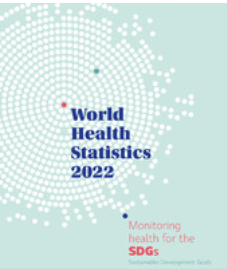 World
Health
Statistics
2022
Monitoring
health for the
SDGs
Sustainable Development Goals